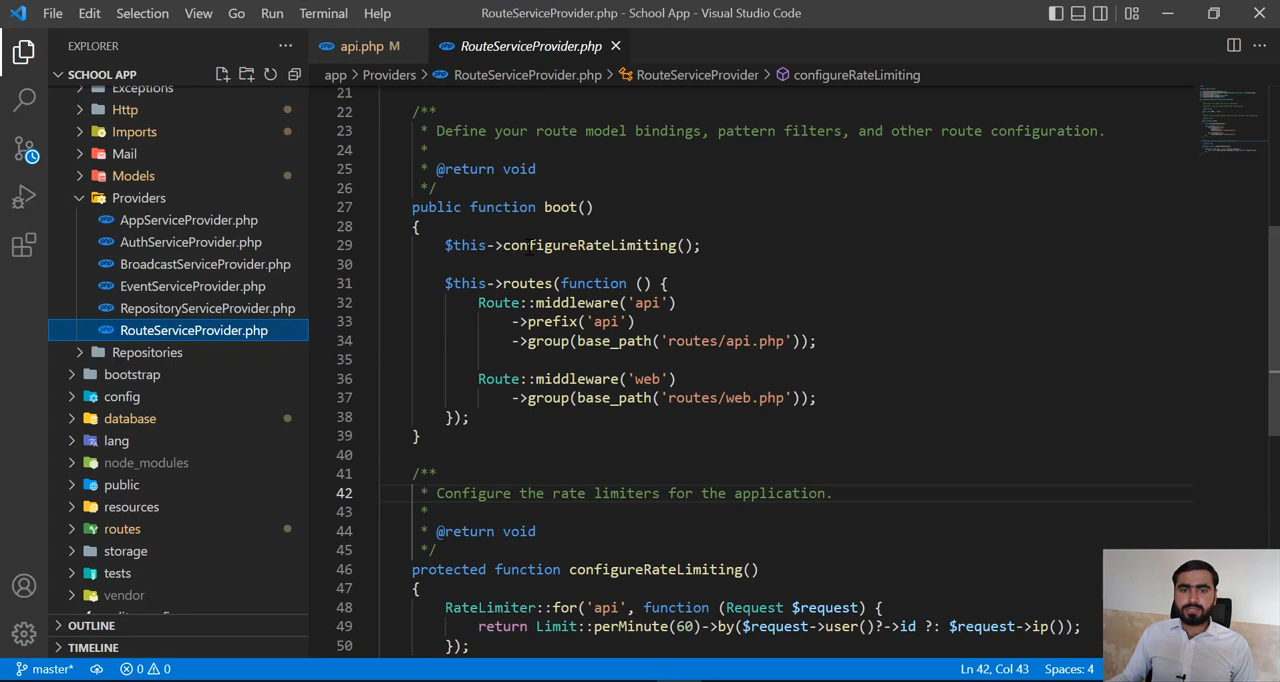 File Edit Selection View Go Run Terminal Help
RouteServiceProvider.php - School App - Visual Studio Code
EXPLORER
SCHOOL APP
Exceptions
Http
Imports
Mail
Models
Providers
AppServiceProvider.php
AuthServiceProvider.php
BroadcastServiceProvider.php
EventServiceProvider.php
RepositoryServiceProvider.php
RouteServiceProvider.php
Repositories
bootstrap
config
database
lang
node_modules
public
resources
routes
storage
tests
vendor
OUTLINE
TIMELINE
api.php M
RouteServiceProvider.php
app > Providers > RouteServiceProvider.php > RouteServiceProvider > configureRateLimiting
21
22 /**
23 * Define your route model bindings, pattern filters, and other route configuration.
24 *
25 * @return void
26 */
27 public function boot()
28 {
29 $this->configureRateLimiting();
30
31 $this->routes(function () {
32 Route::middleware('api')
33 ->prefix('api')
34 ->group(base_path('routes/api.php'));
35
36 Route::middleware('web')
37 ->group(base_path('routes/web.php'));
38 });
39 }
40
41 /**
42 * Configure the rate limiters for the application.
43 *
44 * @return void
45 */
46 protected function configureRateLimiting()
47 {
48 RateLimiter::for('api', function (Request $request) {
49 return Limit::perMinute(60)->by($request->user()?->id ?: $request->ip());
50 });
master* 0 0
Ln 42, Col 43 Spaces: 4